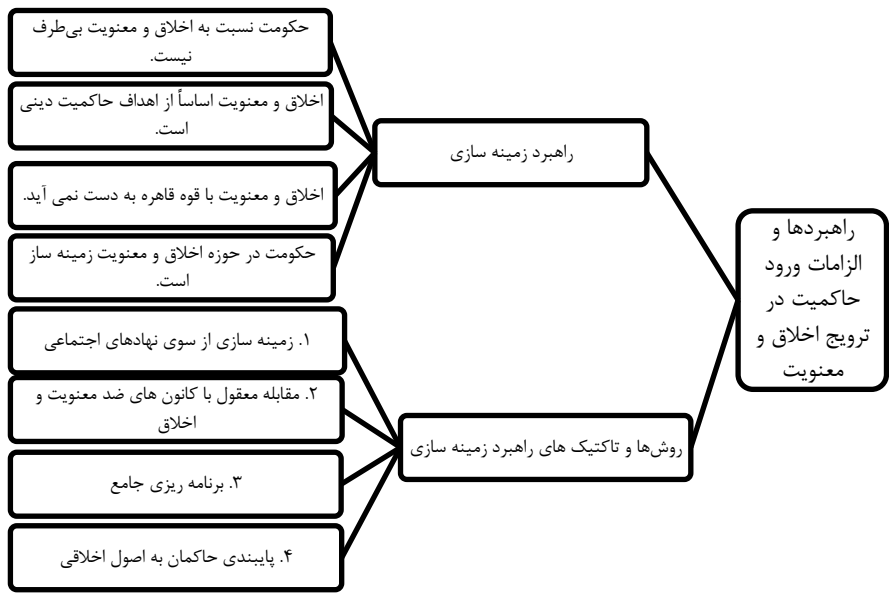 راهبردها و
الزامات ورود
حاکمیت در
ترویج اخلاق و
معنویت
راهبرد زمینه سازی
حکومت نسبت به اخلاق و معنویت بی‌طرف
نیست.
اخلاق و معنویت اساساً از اهداف حاکمیت دینی
است.
اخلاق و معنویت با قوه قاهره به دست نمی آید.
حکومت در حوزه اخلاق و معنویت زمینه ساز
است.
روش‌ها و تاکتیک های راهبرد زمینه سازی
۱. زمینه سازی از سوی نهادهای اجتماعی
۲. مقابله معقول با کانون های ضد معنویت و
اخلاق
۳. برنامه ریزی جامع
۴. پایبندی حاکمان به اصول اخلاقی